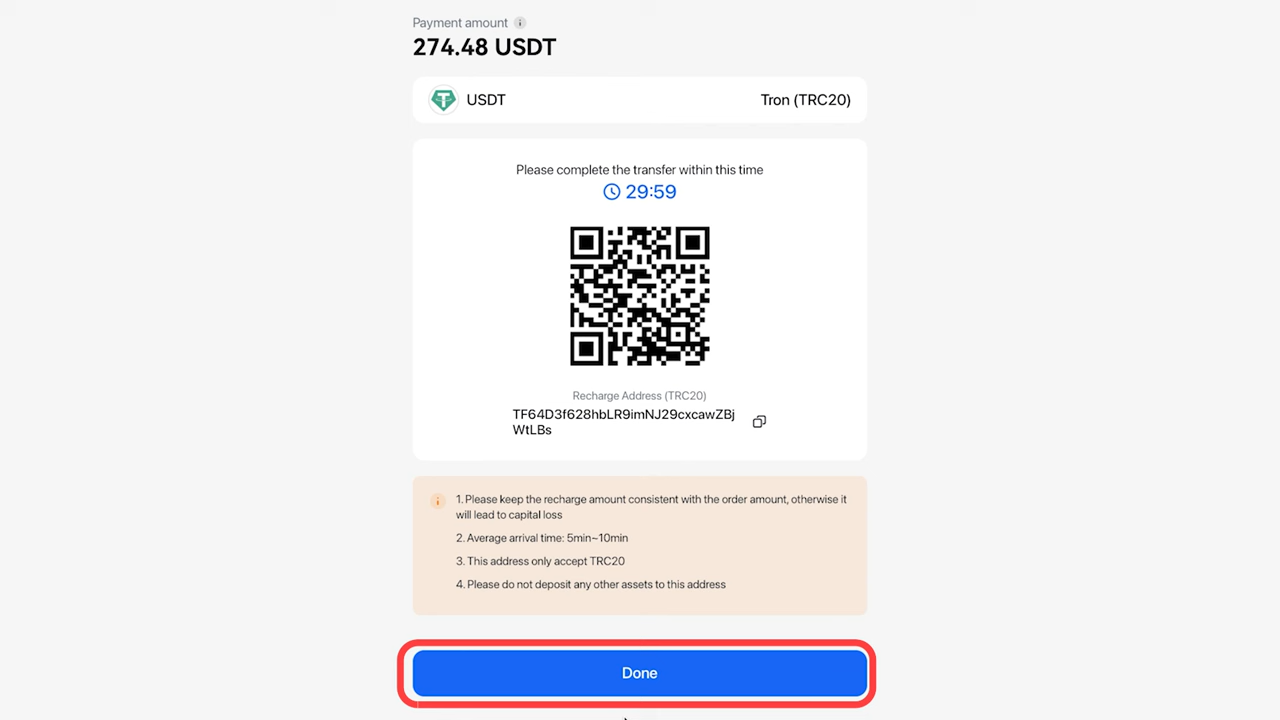 Payment amount
274.48 USDT
USDT
Tron (TRC20)
Please complete the transfer within this time
29:59
Recharge Address (TRC20)
TF64D3f628hbLR9imNJ29cxcawZBj
WtLBs
1. Please keep the recharge amount consistent with the order amount, otherwise it
will lead to capital loss
2. Average arrival time: 5min~10min
3. This address only accept TRC20
4. Please do not deposit any other assets to this address
Done